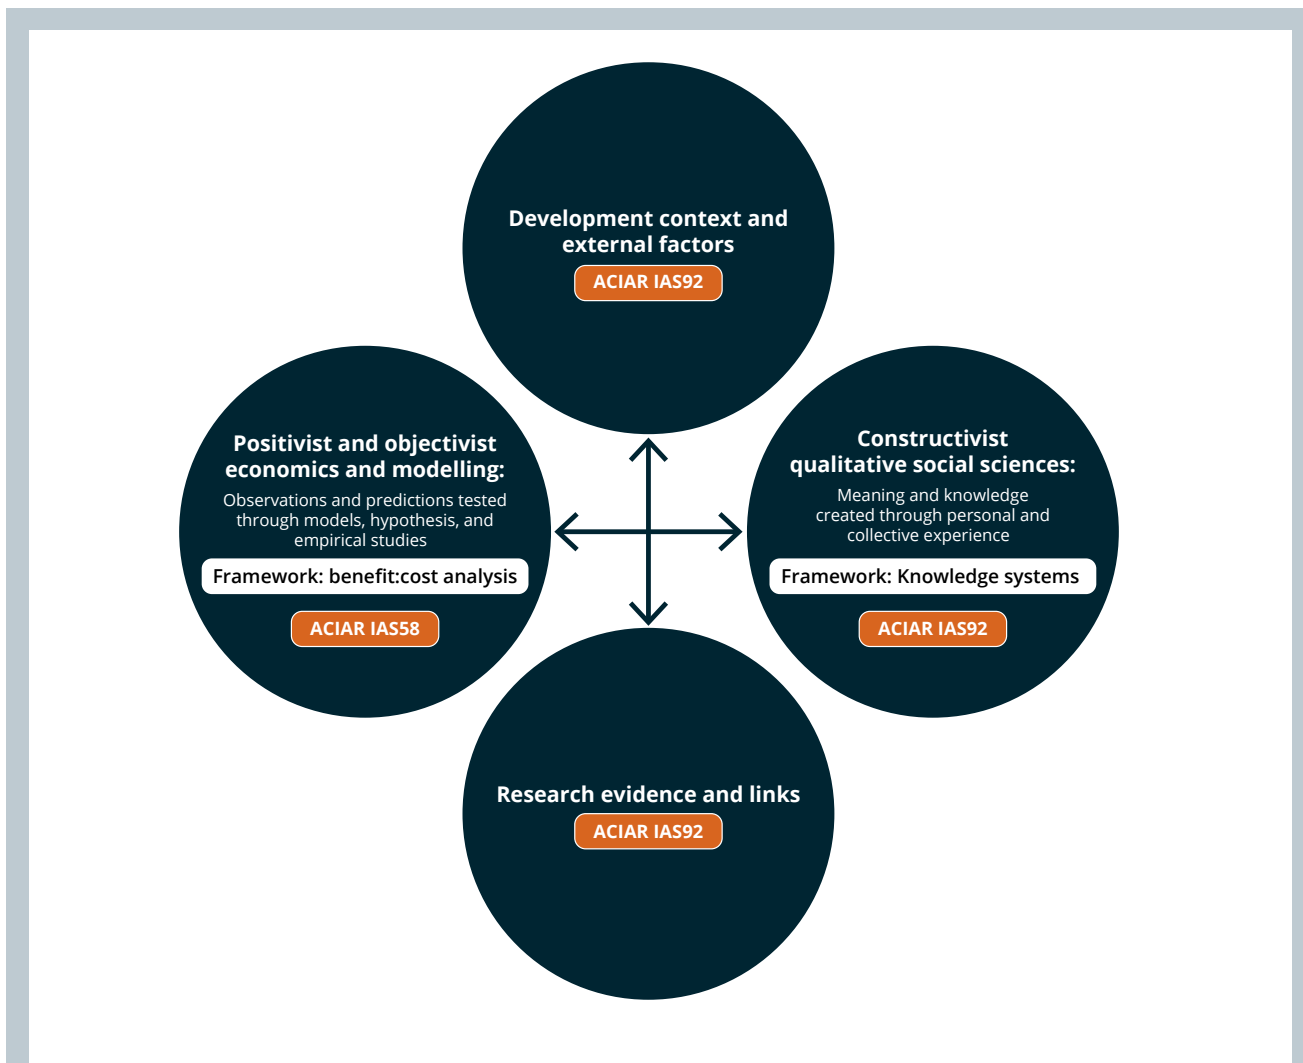 Development context and
external factors
ACIAR IAS92
Positivist and objectivist
economics and modelling:
Observations and predictions tested
through models, hypothesis, and
empirical studies
Framework: benefit:cost analysis
ACIAR IAS58
Constructivist
qualitative social sciences:
Meaning and knowledge
created through personal and
collective experience
Framework: Knowledge systems
ACIAR IAS92
Research evidence and links
ACIAR IAS92